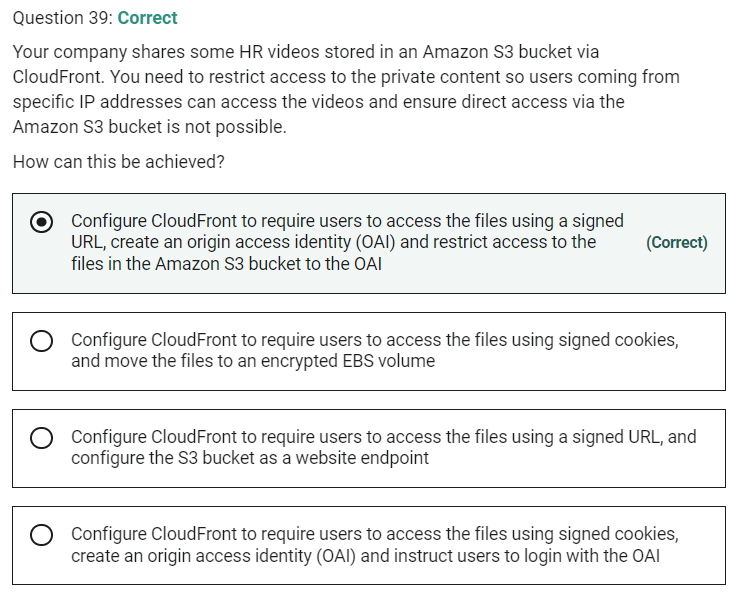 Question 39: Correct
Your company shares some HR videos stored in an Amazon S3 bucket via
CloudFront. You need to restrict access to the private content so users coming from
specific IP addresses can access the videos and ensure direct access via the
Amazon S3 bucket is not possible.
How can this be achieved?
Configure CloudFront to require users to access the files using a signed
URL, create an origin access identity (OAI) and restrict access to the
files in the Amazon S3 bucket to the OAI
(Correct)
Configure CloudFront to require users to access the files using signed cookies,
and move the files to an encrypted EBS volume
Configure CloudFront to require users to access the files using a signed URL, and
configure the S3 bucket as a website endpoint
Configure CloudFront to require users to access the files using signed cookies,
create an origin access identity (OAI) and instruct users to login with the OAI